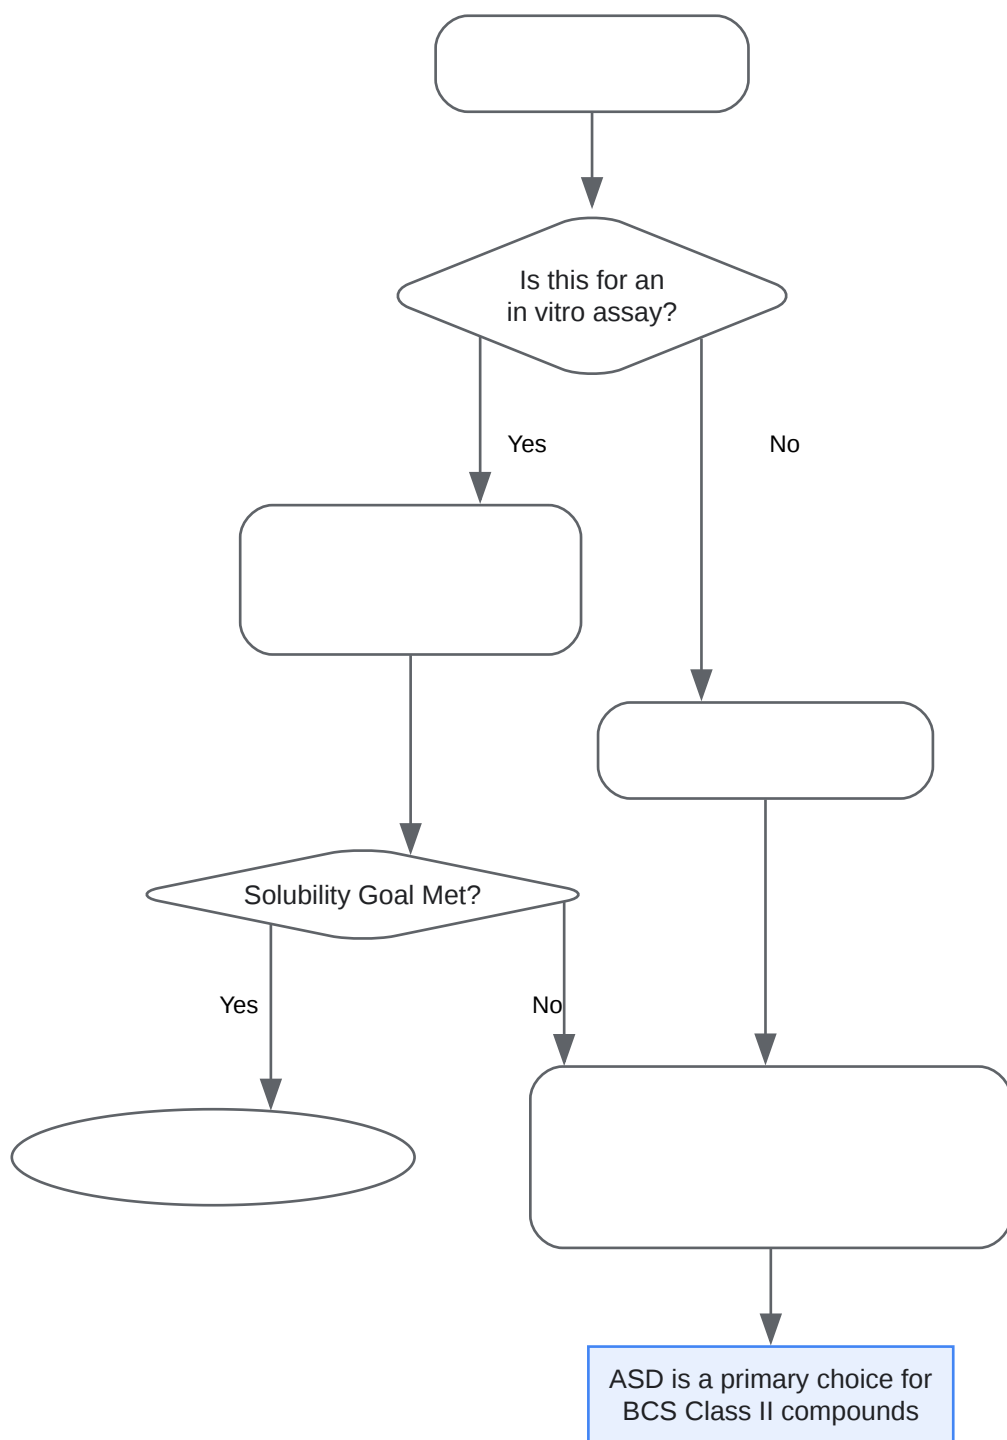 Is this for an
in vitro assay?
Yes
No
Solubility Goal Met?
Yes
No
ASD is a primary choice for
BCS Class II compounds